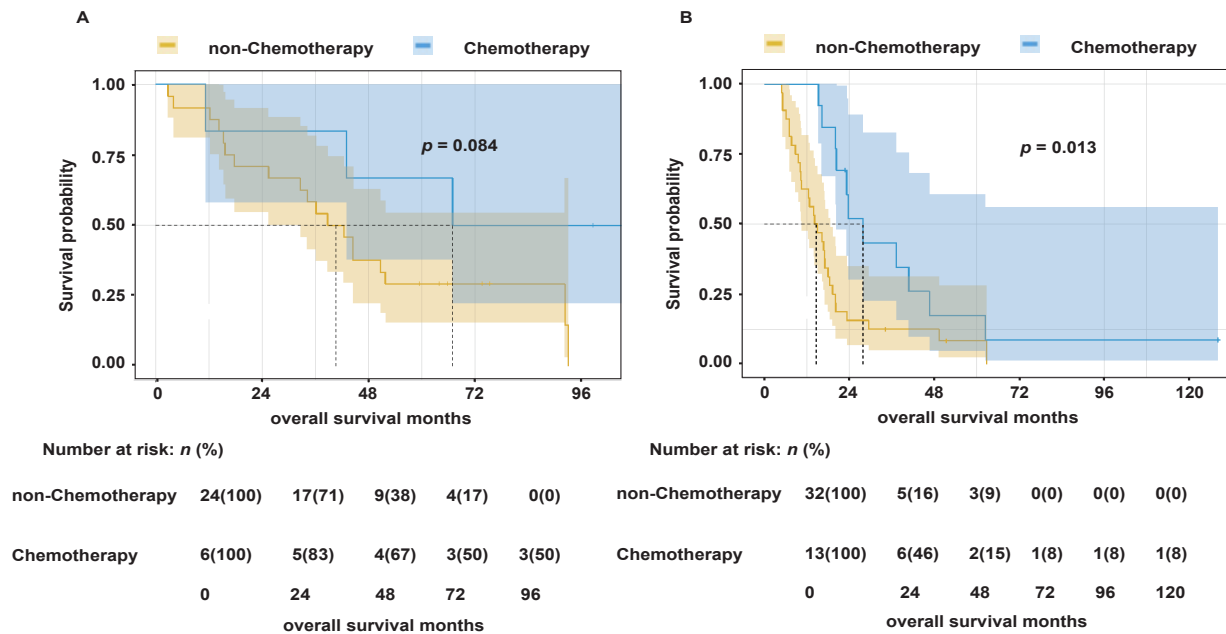 A
non-Chemotherapy Chemotherapy
1.00
0.75
0.50
0.25
0.00
Survival probability
p = 0.084
0 24 48 72 96
overall survival months
Number at risk: n (%)
non-Chemotherapy 24(100) 17(71) 9(38) 4(17) 0(0)
Chemotherapy 6(100) 5(83) 4(67) 3(50) 3(50)
0 24 48 72 96
overall survival months
B
non-Chemotherapy Chemotherapy
1.00
0.75
0.50
0.25
0.00
Survival probability
p = 0.013
0 24 48 72 96 120
overall survival months
Number at risk: n (%)
non-Chemotherapy 32(100) 5(16) 3(9) 0(0) 0(0) 0(0)
Chemotherapy 13(100) 6(46) 2(15) 1(8) 1(8) 1(8)
0 24 48 72 96 120
overall survival months